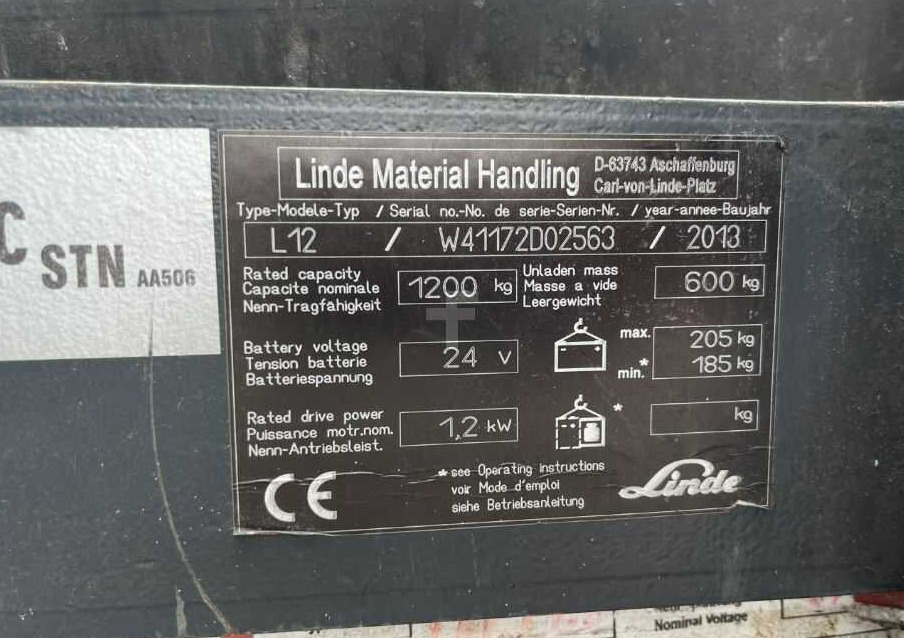 C STN AA506
Linde Material Handling
D-63743 Aschaffenburg
Carl-von-Linde-Platz
Type-Modele-Typ / Serial no.-No. de serie-Serien-Nr. / year-annee-Baujahr
L12 / W41172D02563 / 2013
Rated capacity
Capacite nominale
Nenn-Tragfähigkeit
1200 kg
Unladen mass
Masse a vide
Leergewicht
600 kg
Battery voltage
Tension batterie
Batteriespannung
24 v
max. 205 kg
min.* 185 kg
Rated drive power
Puissance motr.nom.
Nenn-Antriebsleist.
1,2 kW
* kg
* see Operating instructions
voir Mode d'emploi
siehe Betriebsanleitung
CE
Linde
Nominal Voltage